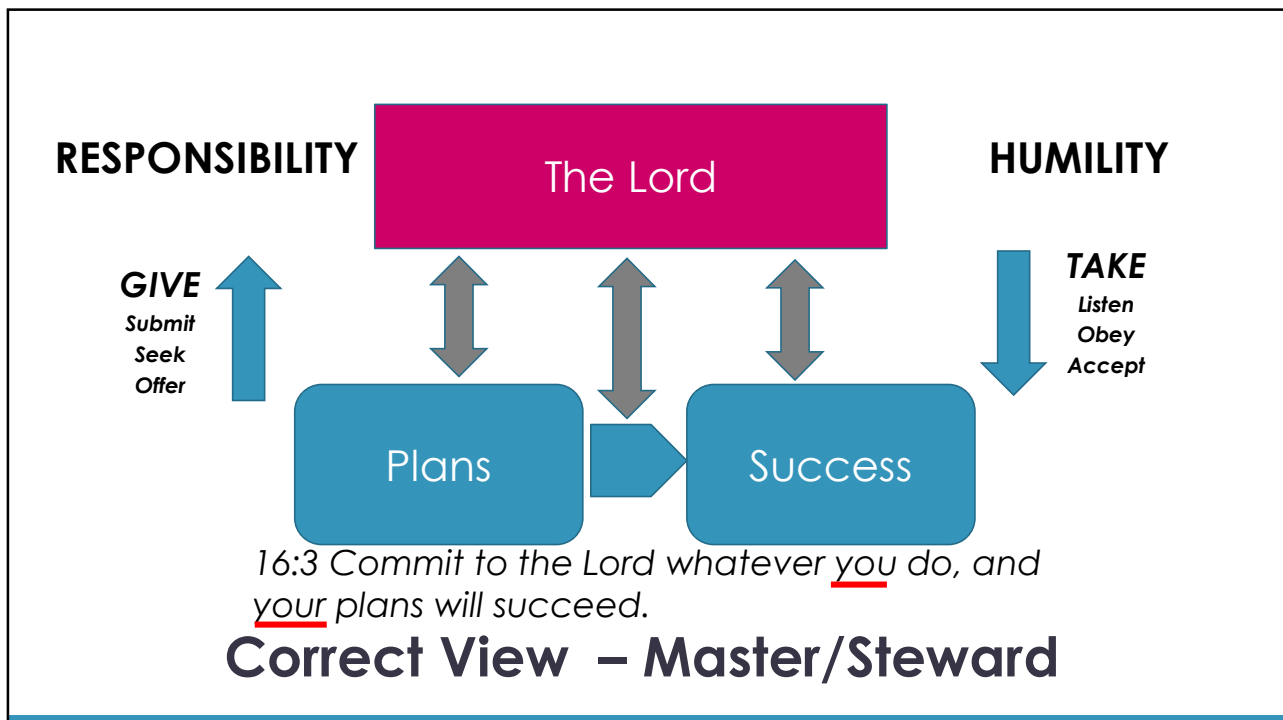 RESPONSIBILITY
The Lord
HUMILITY
GIVE
Submit
Seek
Offer
TAKE
Listen
Obey
Accept
Plans
Success
16:3 Commit to the Lord whatever you do, and
your plans will succeed.
Correct View – Master/Steward